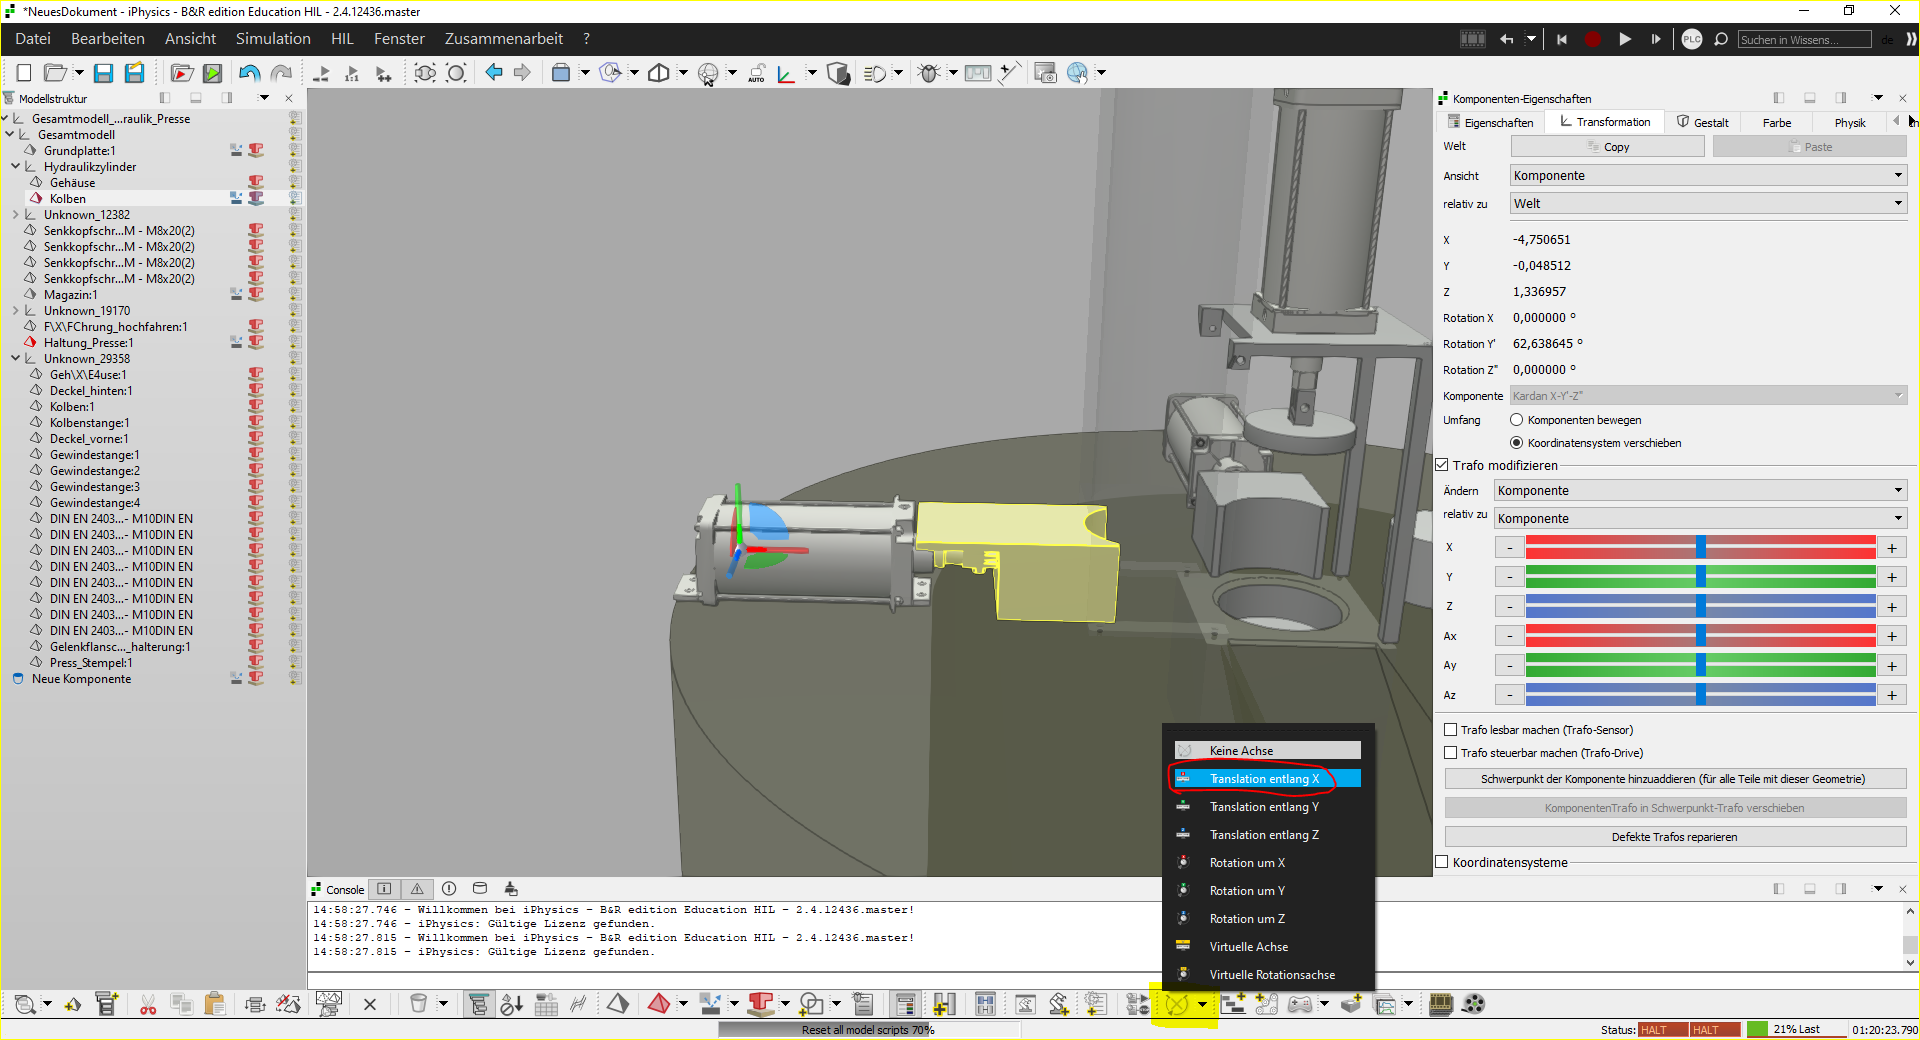 *NeuesDokument - iPhysics - B&R edition Education HIL - 2.4.12436.master
Datei Bearbeiten Ansicht Simulation HIL Fenster Zusammenarbeit ?
PLC
Suchen in Wissens...
de
1:1
AUTO
Modellstruktur
Gesamtmodell_...raulik_Presse
Gesamtmodell
Grundplatte:1
Hydraulikzylinder
Gehäuse
Kolben
Unknown_12382
Senkkopfschr...M - M8x20(2)
Senkkopfschr...M - M8x20(2)
Senkkopfschr...M - M8x20(2)
Senkkopfschr...M - M8x20(2)
Magazin:1
Unknown_19170
F\X\FChrung_hochfahren:1
Haltung_Presse:1
Unknown_29358
Geh\X\E4use:1
Deckel_hinten:1
Kolben:1
Kolbenstange:1
Deckel_vorne:1
Gewindestange:1
Gewindestange:2
Gewindestange:3
Gewindestange:4
DIN EN 2403...- M10DIN EN
DIN EN 2403...- M10DIN EN
DIN EN 2403...- M10DIN EN
DIN EN 2403...- M10DIN EN
DIN EN 2403...- M10DIN EN
DIN EN 2403...- M10DIN EN
DIN EN 2403...- M10DIN EN
DIN EN 2403...- M10DIN EN
Gelenkflansc..._halterung:1
Press_Stempel:1
Neue Komponente
Keine Achse
Translation entlang X
Translation entlang Y
Translation entlang Z
Rotation um X
Rotation um Y
Rotation um Z
Virtuelle Achse
Virtuelle Rotationsachse
Komponenten-Eigenschaften
Eigenschaften Transformation Gestalt Farbe Physik
Welt Copy Paste
Ansicht Komponente
relativ zu Welt
X -4,750651
Y -0,048512
Z 1,336957
Rotation X 0,000000 °
Rotation Y' 62,638645 °
Rotation Z" 0,000000 °
Komponente Kardan X-Y'-Z"
Umfang Komponenten bewegen
Koordinatensystem verschieben
Trafo modifizieren
Ändern Komponente
relativ zu Komponente
X - +
Y - +
Z - +
Ax - +
Ay - +
Az - +
Trafo lesbar machen (Trafo-Sensor)
Trafo steuerbar machen (Trafo-Drive)
Schwerpunkt der Komponente hinzuaddieren (für alle Teile mit dieser Geometrie)
KomponentenTrafo in Schwerpunkt-Trafo verschieben
Defekte Trafos reparieren
Koordinatensysteme
Console
14:58:27.746 - Willkommen bei iPhysics - B&R edition Education HIL - 2.4.12436.master!
14:58:27.746 - iPhysics: Gültige Lizenz gefunden.
14:58:27.815 - Willkommen bei iPhysics - B&R edition Education HIL - 2.4.12436.master!
14:58:27.815 - iPhysics: Gültige Lizenz gefunden.
Reset all model scripts 70%
Status: HALT HALT 21% Last 01:20:23.790